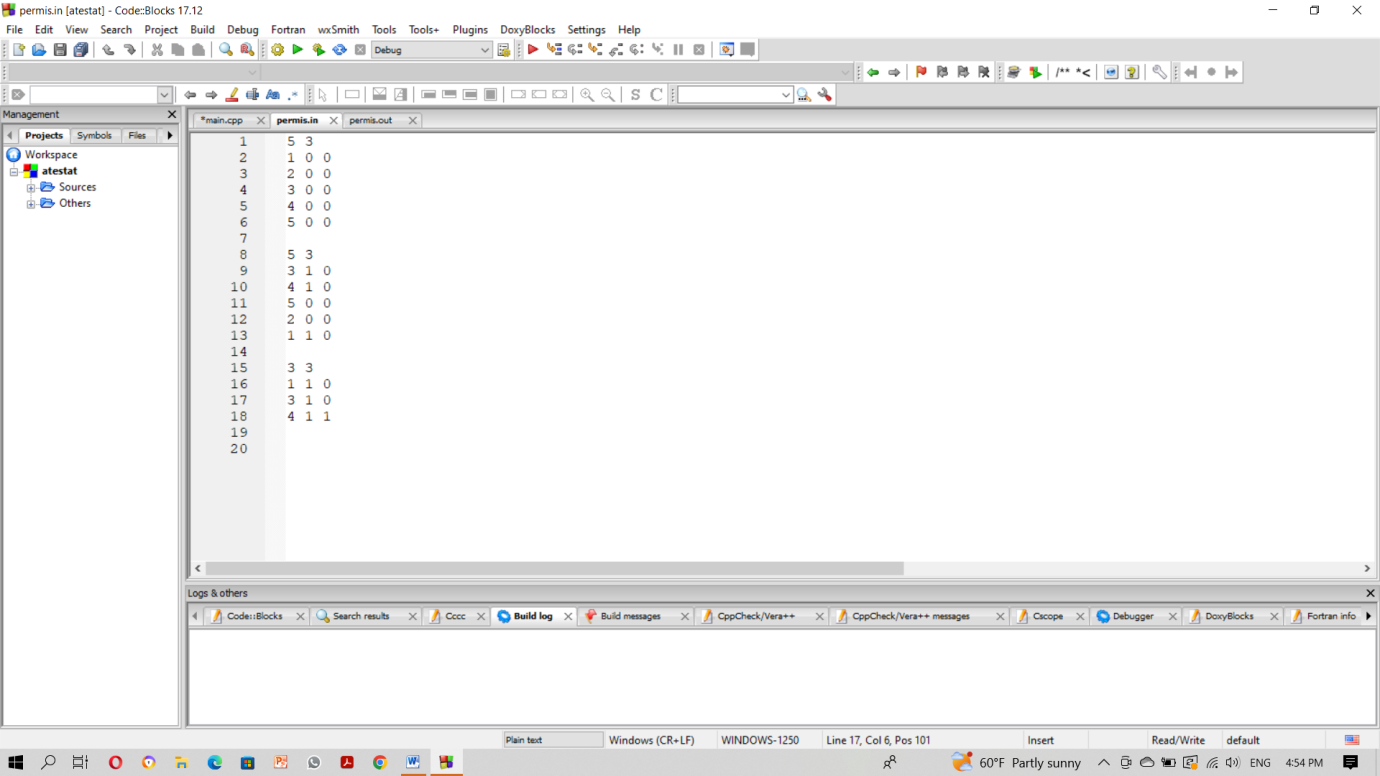 permis.in [atestat] - Code::Blocks 17.12
File Edit View Search Project Build Debug Fortran wxSmith Tools Tools+ Plugins DoxyBlocks Settings Help
Debug
/** *<
S C
Management
*main.cpp permis.in permis.out
Projects Symbols Files
Workspace
atestat
Sources
Others
1 5 3
2 1 0 0
3 2 0 0
4 3 0 0
5 4 0 0
6 5 0 0
7
8 5 3
9 3 1 0
10 4 1 0
11 5 0 0
12 2 0 0
13 1 1 0
14
15 3 3
16 1 1 0
17 3 1 0
18 4 1 1
19
20
Logs & others
Code::Blocks Search results Cccc Build log Build messages CppCheck/Vera++ CppCheck/Vera++ messages Cscope Debugger DoxyBlocks Fortran info
Plain text Windows (CR+LF) WINDOWS-1250 Line 17, Col 6, Pos 101 Insert Read/Write default
60°F Partly sunny ENG 4:54 PM